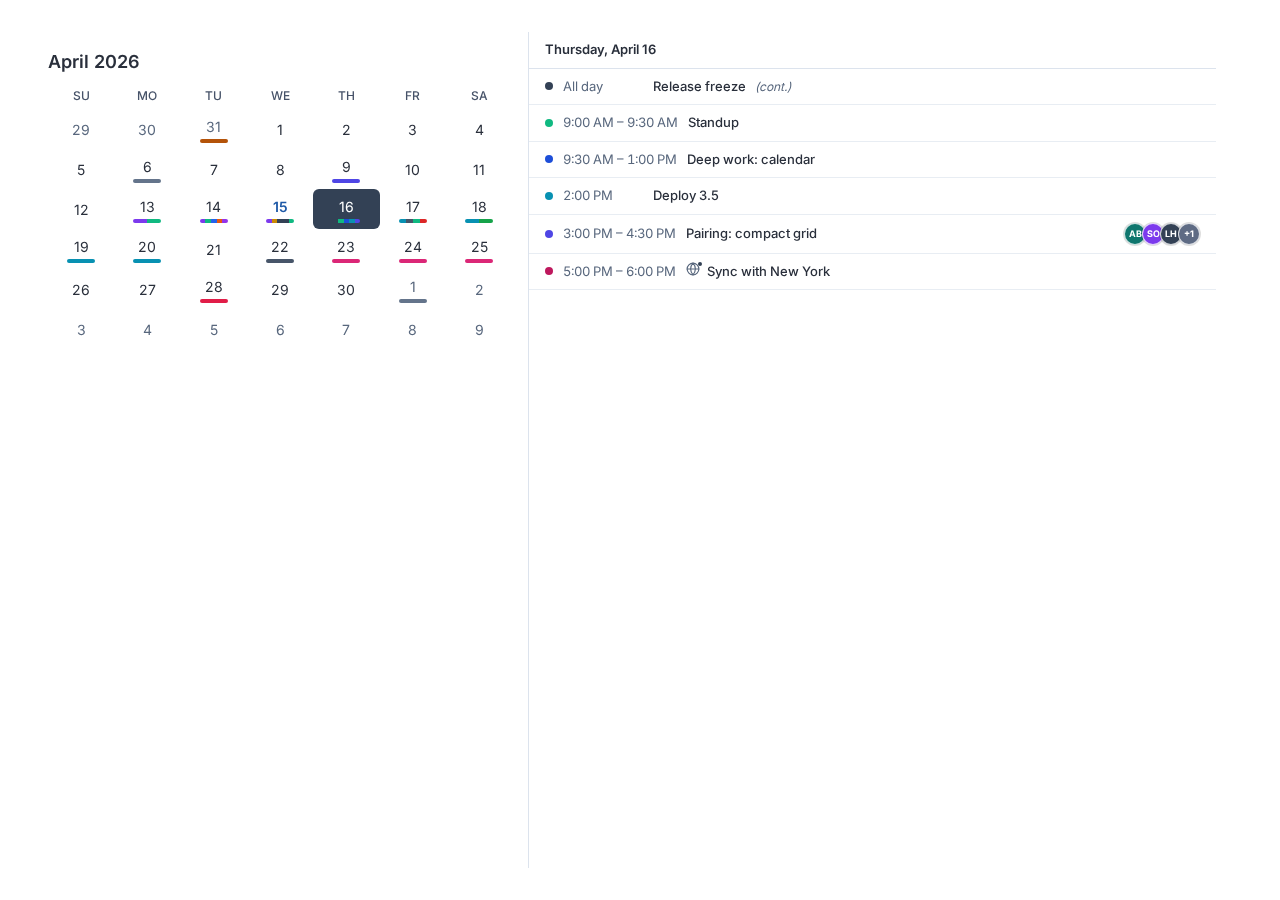 April 2026
SU MO TU WE TH FR SA
29 30 31 1 2 3 4
5 6 7 8 9 10 11
12 13 14 15 16 17 18
19 20 21 22 23 24 25
26 27 28 29 30 1 2
3 4 5 6 7 8 9
Thursday, April 16
All day Release freeze (cont.)
9:00 AM – 9:30 AM Standup
9:30 AM – 1:00 PM Deep work: calendar
2:00 PM Deploy 3.5
3:00 PM – 4:30 PM Pairing: compact grid AB SO LH +1
5:00 PM – 6:00 PM Sync with New York